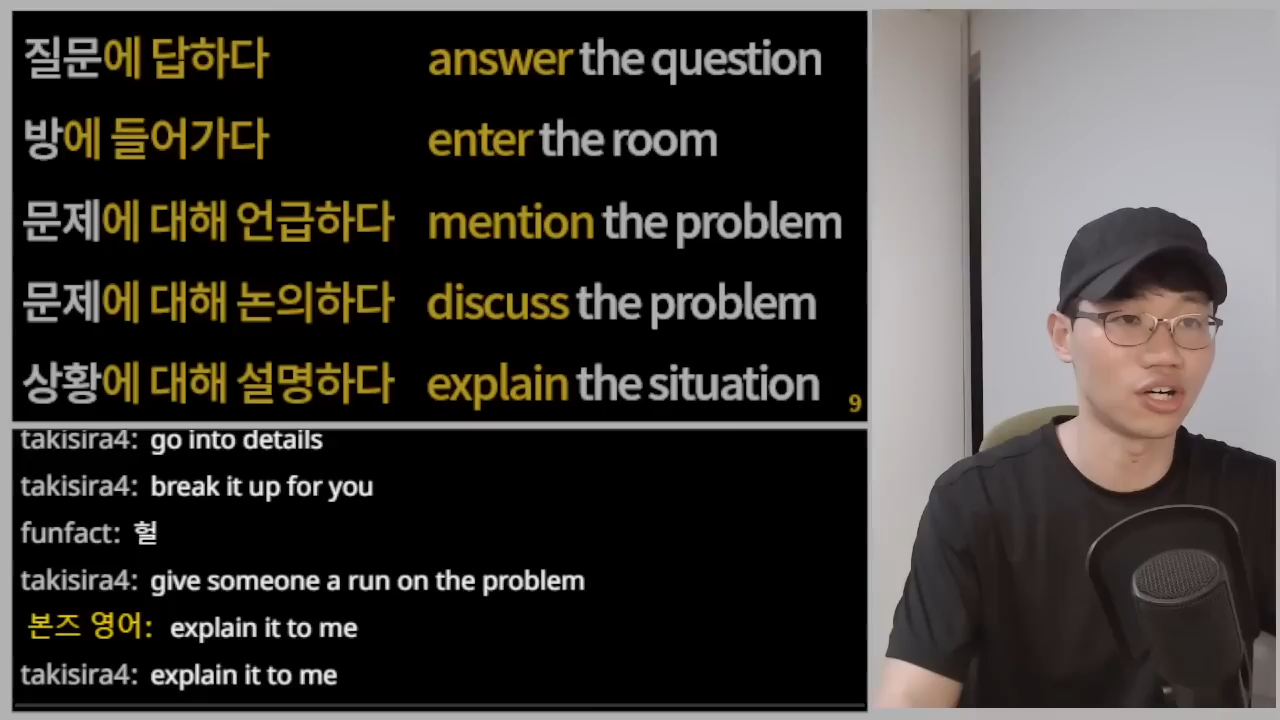 질문에 답하다 answer the question
방에 들어가다 enter the room
문제에 대해 언급하다 mention the problem
문제에 대해 논의하다 discuss the problem
상황에 대해 설명하다 explain the situation
9
takisira4: go into details
takisira4: break it up for you
funfact: 헐
takisira4: give someone a run on the problem
본즈 영어: explain it to me
takisira4: explain it to me